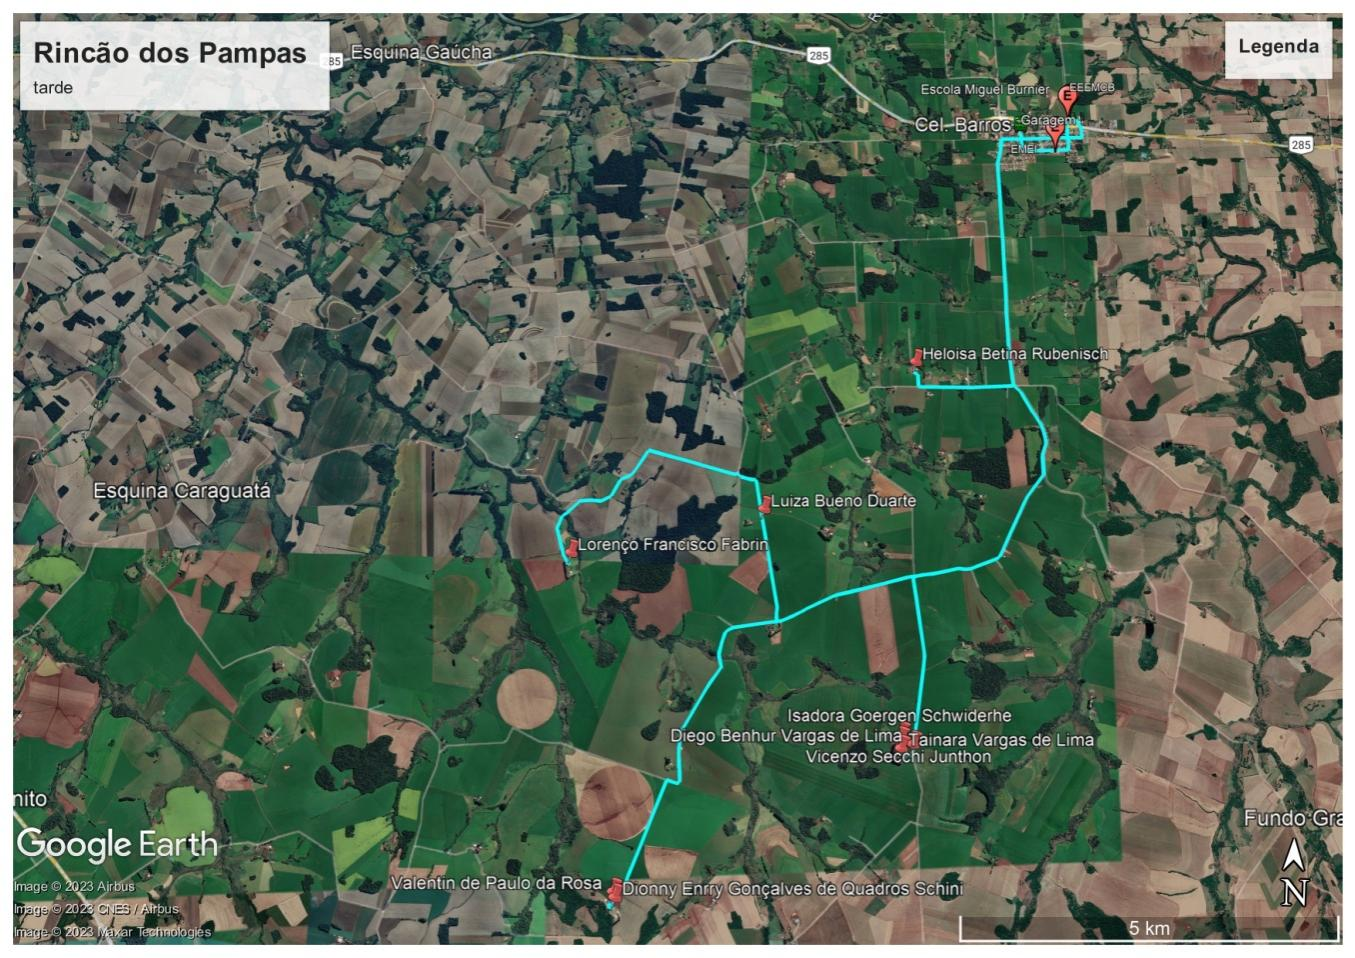 Rincão dos Pampas
tarde
Legenda
Esquina Gaúcha
285
Escola Miguel Burnier
EEEMCB
E
Cel. Barros
Garagem
EMEI
285
Heloisa Betina Rubenisch
Esquina Caraguatá
Luiza Bueno Duarte
Lorenço Francisco Fabrin
Isadora Goergen Schwiderhe
Diego Benhur Vargas de Lima
Tainara Vargas de Lima
Vicenzo Secchi Junthon
nito
Fundo Gra
Google Earth
Valentin de Paulo da Rosa
Dionny Enrry Gonçalves de Quadros Schini
Image © 2023 Airbus
Image © 2023 CNES / Airbus
Image © 2023 Maxar Technologies
N
5 km